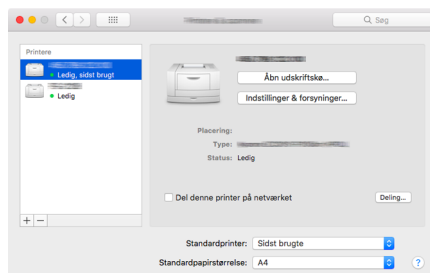 Søg
Printere
Ledig, sidst brugt
Ledig
Åbn udskriftskø...
Indstillinger & forsyninger...
Placering:
Type:
Status: Ledig
Del denne printer på netværket
Deling...
+ −
Standardprinter: Sidst brugte
Standardpapirstørrelse: A4
?